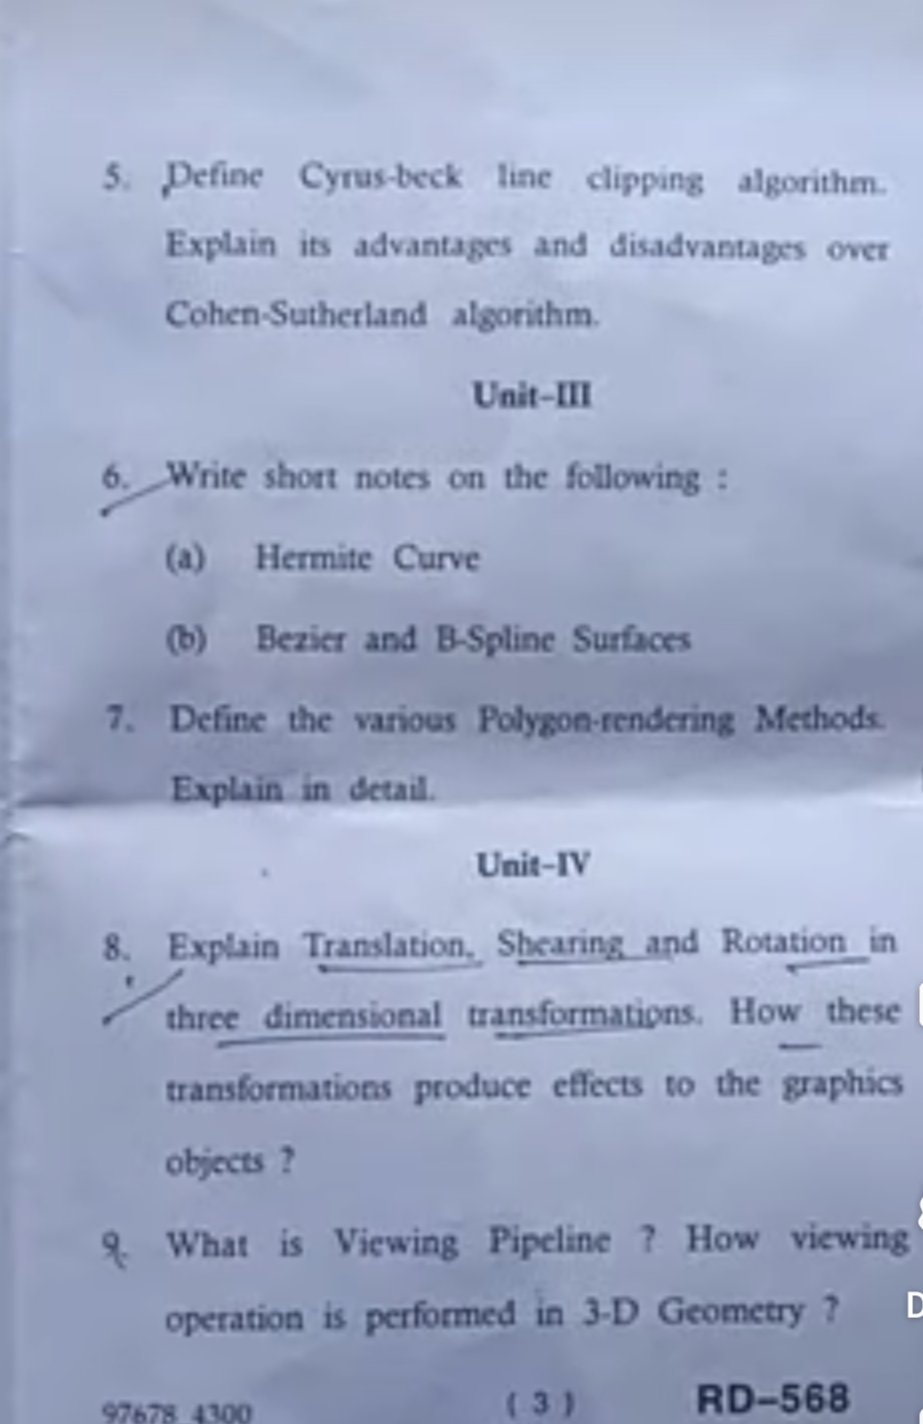 5. Define Cyrus-beck line clipping algorithm.
Explain its advantages and disadvantages over
Cohen-Sutherland algorithm.
Unit–III
6. Write short notes on the following :
(a) Hermite Curve
(b) Bezier and B-Spline Surfaces
7. Define the various Polygon-rendering Methods.
Explain in detail.
Unit–IV
8. Explain Translation, Shearing and Rotation in
three dimensional transformations. How these
transformations produce effects to the graphics
objects ?
9. What is Viewing Pipeline ? How viewing
operation is performed in 3-D Geometry ?
97678 4300 ( 3 ) RD–568